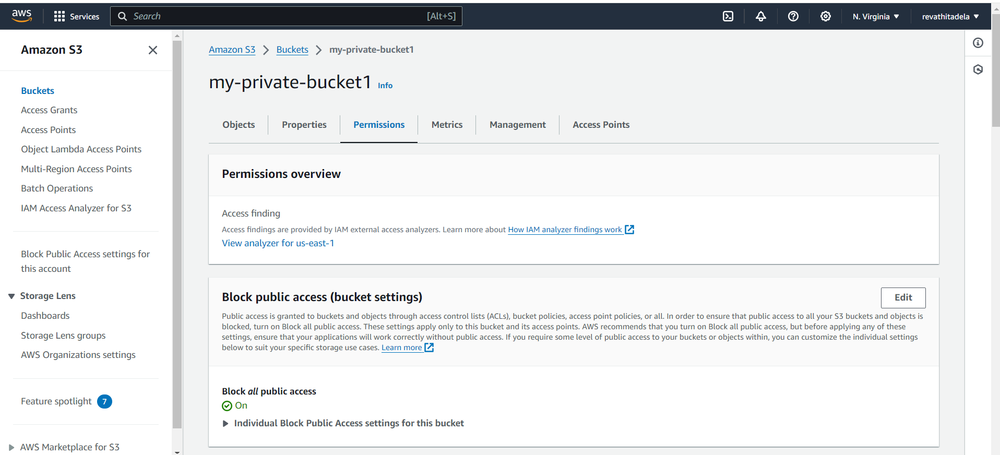 aws
Services
Search
[Alt+S]
N. Virginia
revathitadela
Amazon S3
Buckets
Access Grants
Access Points
Object Lambda Access Points
Multi-Region Access Points
Batch Operations
IAM Access Analyzer for S3
Block Public Access settings for
this account
Storage Lens
Dashboards
Storage Lens groups
AWS Organizations settings
Feature spotlight 7
AWS Marketplace for S3
Amazon S3 > Buckets > my-private-bucket1
my-private-bucket1 Info
Objects
Properties
Permissions
Metrics
Management
Access Points
Permissions overview
Access finding
Access findings are provided by IAM external access analyzers. Learn more about How IAM analyzer findings work
View analyzer for us-east-1
Block public access (bucket settings)
Edit
Public access is granted to buckets and objects through access control lists (ACLs), bucket policies, access point policies, or all. In order to ensure that public access to all your S3 buckets and objects is
blocked, turn on Block all public access. These settings apply only to this bucket and its access points. AWS recommends that you turn on Block all public access, but before applying any of these
settings, ensure that your applications will work correctly without public access. If you require some level of public access to your buckets or objects within, you can customize the individual settings
below to suit your specific storage use cases. Learn more
Block all public access
On
Individual Block Public Access settings for this bucket